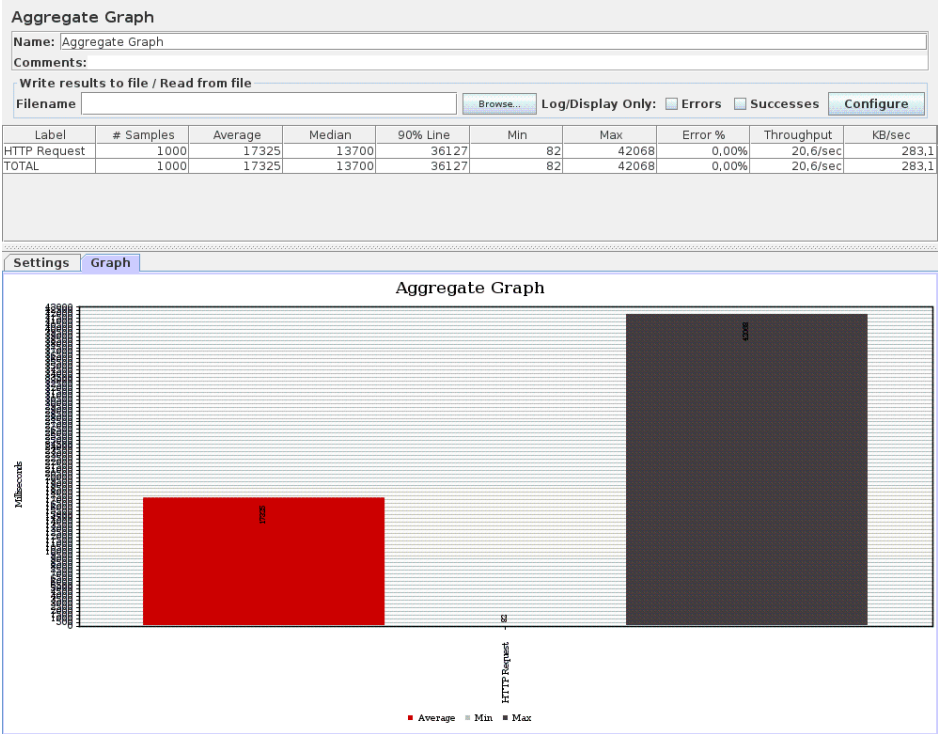 Aggregate Graph
Name: Aggregate Graph
Comments:
Write results to file / Read from file
Filename Browse... Log/Display Only: Errors Successes Configure
Label # Samples Average Median 90% Line Min Max Error % Throughput KB/sec
HTTP Request 1000 17325 13700 36127 82 42068 0,00% 20,6/sec 283,1
TOTAL 1000 17325 13700 36127 82 42068 0,00% 20,6/sec 283,1
Settings Graph
Aggregate Graph
Milliseconds
17325
82
42068
0
HTTP Request
Average Min Max